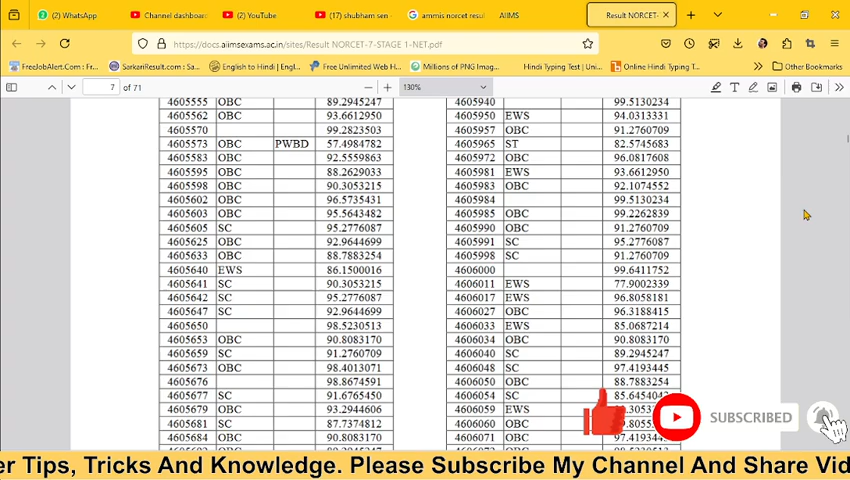 (2) WhatsApp
Channel dashboard
(2) YouTube
(17) shubham sen -
ammis norcet resul
AIIMS
Result NORCET-
https://docs.aiimsexams.ac.in/sites/Result NORCET-7-STAGE 1-NET.pdf
FreeJobAlert.Com : Fr...
SarkariResult.com : Sa...
English to Hindi | Engl...
Free Unlimited Web H...
Millions of PNG Imag...
Hindi Typing Test | Uni...
Online Hindi Typing T...
Other Bookmarks
7 of 71
130%
4605555 OBC 89.2945247
4605562 OBC 93.6612950
4605570 99.2823503
4605573 OBC PWBD 57.4984782
4605583 OBC 92.5559863
4605595 OBC 88.2629033
4605598 OBC 90.3053215
4605602 OBC 96.5735431
4605603 OBC 95.5643482
4605605 SC 95.2776087
4605625 OBC 92.9644699
4605633 OBC 88.7883254
4605640 EWS 86.1500016
4605641 SC 90.3053215
4605642 SC 95.2776087
4605647 SC 92.9644699
4605650 98.5230513
4605653 OBC 90.8083170
4605659 SC 91.2760709
4605673 OBC 98.4013071
4605676 98.8674591
4605677 SC 91.6765450
4605679 OBC 93.2944606
4605681 SC 87.7374812
4605684 OBC 90.8083170
4605940 99.5130234
4605950 EWS 94.0313331
4605957 OBC 91.2760709
4605965 ST 82.5745683
4605972 OBC 96.0817608
4605981 EWS 93.6612950
4605983 OBC 92.1074552
4605984 99.5130234
4605985 OBC 99.2262839
4605990 OBC 91.2760709
4605991 SC 95.2776087
4605998 SC 91.2760709
4606000 99.6411752
4606011 EWS 77.9002339
4606017 EWS 96.8058181
4606027 OBC 96.3188415
4606033 EWS 85.0687214
4606034 OBC 90.8083170
4606040 SC 89.2945247
4606048 SC 97.4193445
4606050 OBC 88.7883254
4606054 SC
4606059 EWS
4606060 OBC
4606071 OBC
SUBSCRIBED
er Tips, Tricks And Knowledge. Please Subscribe My Channel And Share Vid